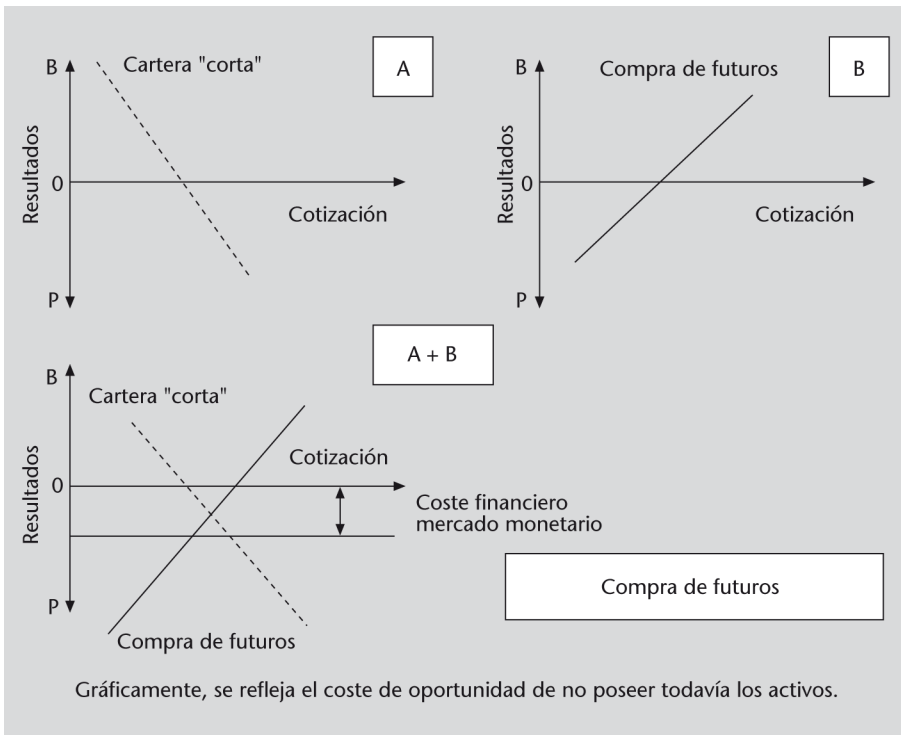 B
Cartera "corta"
A
Resultados
0
Cotización
P
B
Compra de futuros
B
Resultados
0
Cotización
P
A + B
B
Cartera "corta"
Cotización
Resultados
0
Coste financiero
mercado monetario
P
Compra de futuros
Compra de futuros
Gráficamente, se refleja el coste de oportunidad de no poseer todavía los activos.